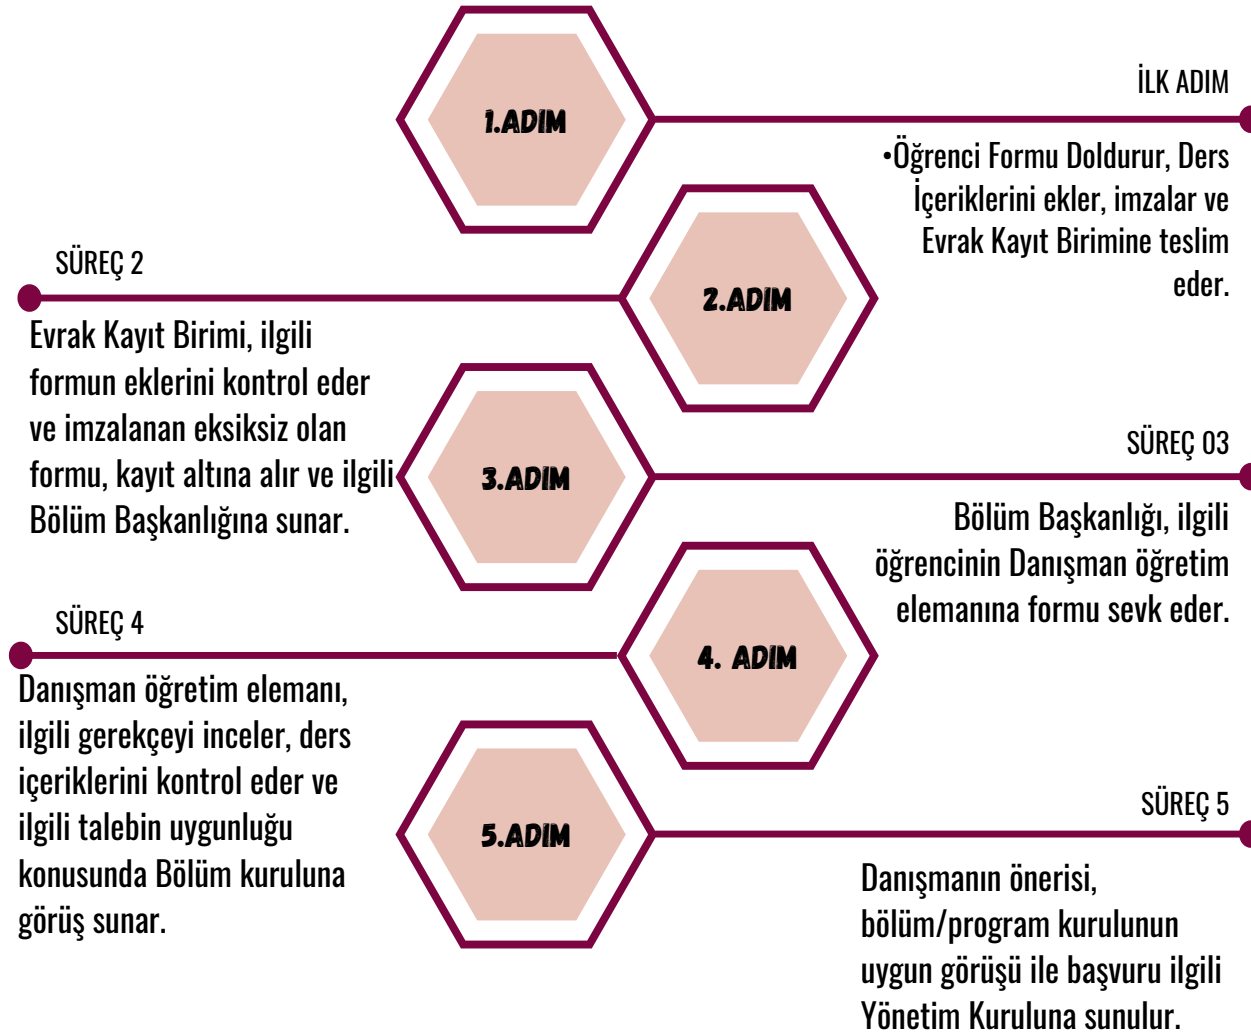 1.ADIM
İLK ADIM
•Öğrenci Formu Doldurur, Ders
İçeriklerini ekler, imzalar ve
Evrak Kayıt Birimine teslim
eder.
SÜREÇ 2
2.ADIM
Evrak Kayıt Birimi, ilgili
formun eklerini kontrol eder
ve imzalanan eksiksiz olan
formu, kayıt altına alır ve ilgili
Bölüm Başkanlığına sunar.
3.ADIM
SÜREÇ 03
Bölüm Başkanlığı, ilgili
öğrencinin Danışman öğretim
elemanına formu sevk eder.
SÜREÇ 4
4. ADIM
Danışman öğretim elemanı,
ilgili gerekçeyi inceler, ders
içeriklerini kontrol eder ve
ilgili talebin uygunluğu
konusunda Bölüm kuruluna
görüş sunar.
5.ADIM
SÜREÇ 5
Danışmanın önerisi,
bölüm/program kurulunun
uygun görüşü ile başvuru ilgili
Yönetim Kuruluna sunulur.